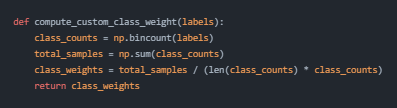 def compute_custom_class_weight(labels):
    class_counts = np.bincount(labels)
    total_samples = np.sum(class_counts)
    class_weights = total_samples / (len(class_counts) * class_counts)
    return class_weights